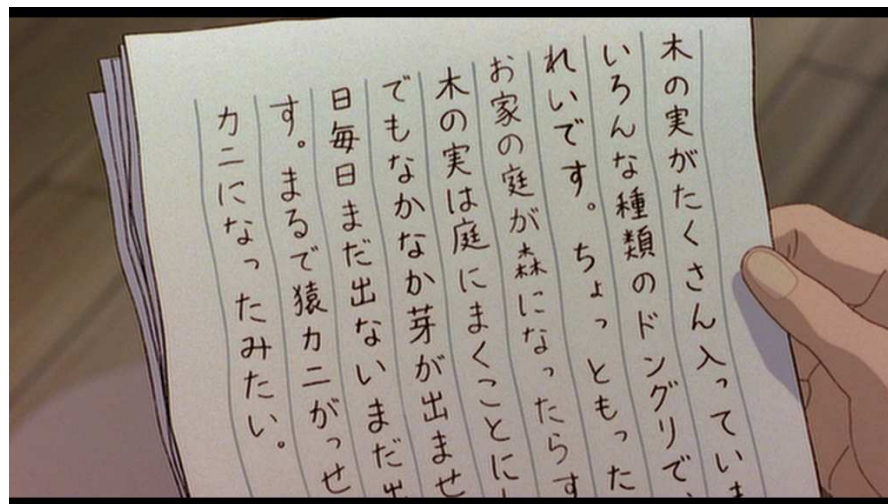 木の実がたくさん入っていま
いろんな種類のドングリで、
れいです。ちょっともった
お家の庭が森になったらす
木の実は庭にまくことにし
でもなかなか芽が出ませ
日毎日まだ出ないまだ出
す。まるで猿カニがっせ
カニになったみたい。